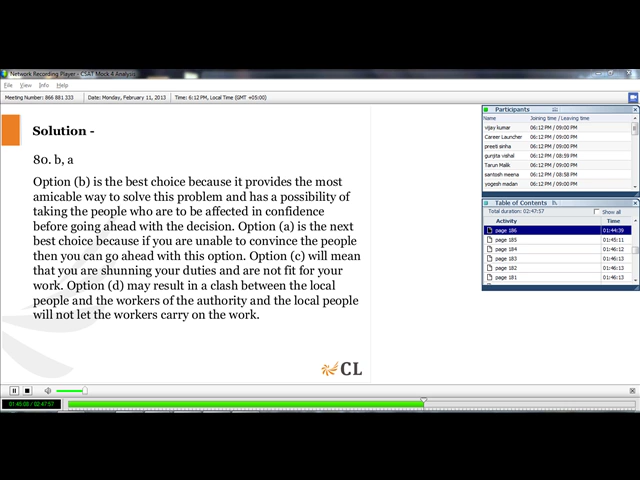 Network Recording Player - CSAT Mock 4 Analysis
File View Info Help
Meeting Number: 866 881 333 Date: Monday, February 11, 2013 Time: 6:12 PM, Local Time (GMT +05:00)
Solution -
80. b, a
Option (b) is the best choice because it provides the most
amicable way to solve this problem and has a possibility of
taking the people who are to be affected in confidence
before going ahead with the decision. Option (a) is the next
best choice because if you are unable to convince the people
then you can go ahead with this option. Option (c) will mean
that you are shunning your duties and are not fit for your
work. Option (d) may result in a clash between the local
people and the workers of the authority and the local people
will not let the workers carry on the work.
CL
Participants
Name Joining time / Leaving time
vijay kumar 06:12 PM / 09:00 PM
Career Launcher 06:12 PM / 09:00 PM
preeti sinha 06:12 PM / 09:00 PM
gunjita vishal 06:12 PM / 08:59 PM
Tarun Malik 06:12 PM / 09:00 PM
santosh meena 06:12 PM / 08:58 PM
yogesh madan 06:12 PM / 09:00 PM
Table of Contents
Total duration: 02:47:57 Show all
Activity Time
page 186 01:44:39
page 185 01:45:11
page 184 01:46:12
page 183 01:46:13
page 182 01:46:13
page 181 01:46:13
01:45:08 / 02:47:57